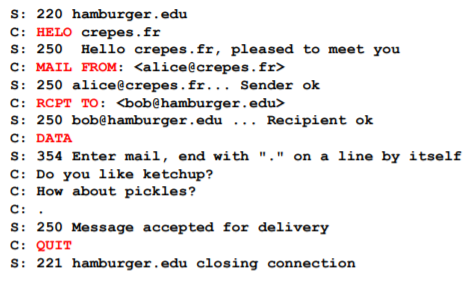 S: 220 hamburger.edu
C: HELO crepes.fr
S: 250  Hello crepes.fr, pleased to meet you
C: MAIL FROM: <alice@crepes.fr>
S: 250 alice@crepes.fr... Sender ok
C: RCPT TO: <bob@hamburger.edu>
S: 250 bob@hamburger.edu ... Recipient ok
C: DATA
S: 354 Enter mail, end with "." on a line by itself
C: Do you like ketchup?
C: How about pickles?
C: .
S: 250 Message accepted for delivery
C: QUIT
S: 221 hamburger.edu closing connection